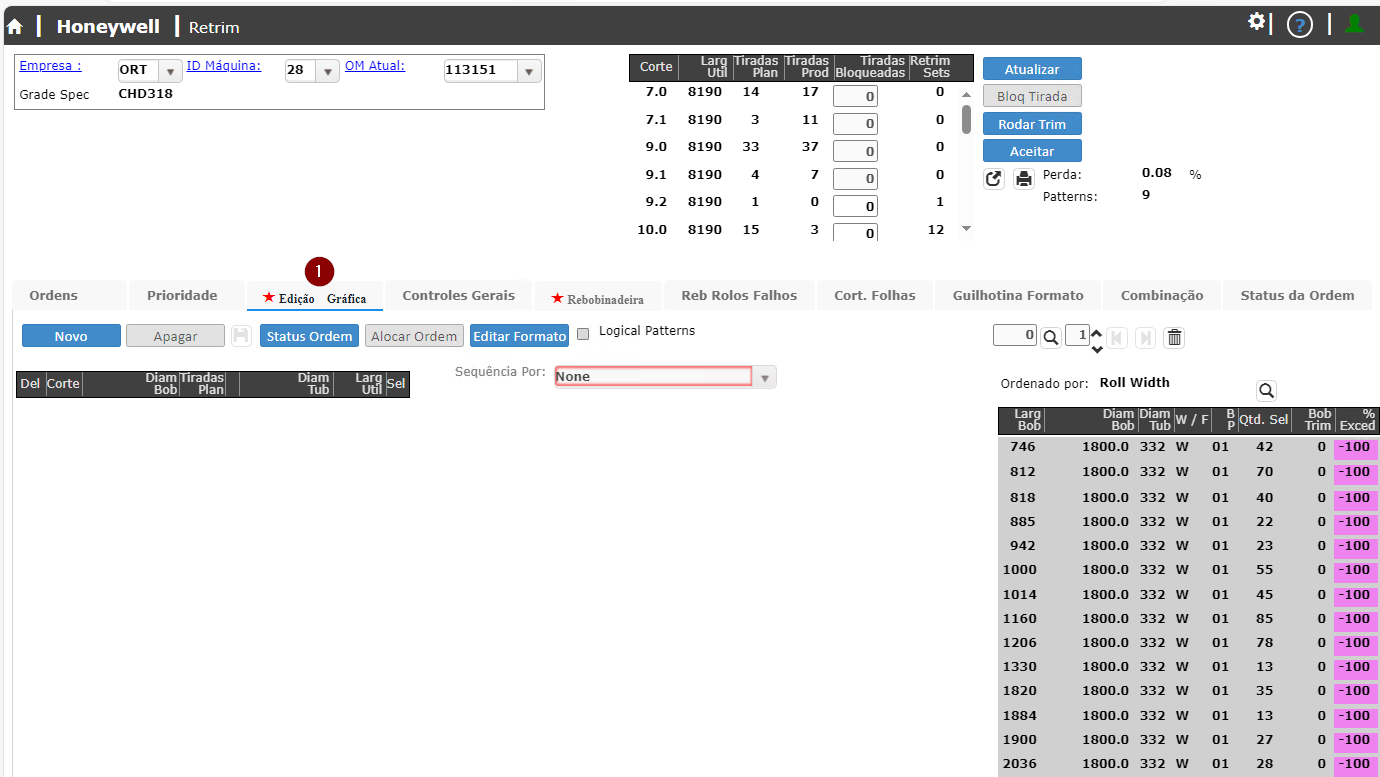 Honeywell Retrim ?
Empresa : ORT ID Máquina: 28 OM Atual: 113151
Grade Spec CHD318
Corte Larg Util Tiradas Plan Tiradas Prod Tiradas Bloqueadas Retrim Sets
7.0 8190 14 17 0 0
7.1 8190 3 11 0 0
9.0 8190 33 37 0 0
9.1 8190 4 7 0 0
9.2 8190 1 0 0 1
10.0 8190 15 3 0 12
Atualizar
Bloq Tirada
Rodar Trim
Aceitar
Perda: 0.08 %
Patterns: 9
1
Ordens Prioridade Edição Gráfica Controles Gerais Rebobinadeira Reb Rolos Falhos Cort. Folhas Guilhotina Formato Combinação Status da Ordem
Novo Apagar Status Ordem Alocar Ordem Editar Formato Logical Patterns 0 1
Sequência Por: None
Del Corte Diam Bob Tiradas Plan Diam Tub Larg Util Sel
Ordenado por: Roll Width
Larg Bob Diam Bob Diam Tub W / F B P Qtd. Sel Bob Trim % Exced
746 1800.0 332 W 01 42 0 -100
812 1800.0 332 W 01 70 0 -100
818 1800.0 332 W 01 40 0 -100
885 1800.0 332 W 01 22 0 -100
942 1800.0 332 W 01 23 0 -100
1000 1800.0 332 W 01 55 0 -100
1014 1800.0 332 W 01 45 0 -100
1160 1800.0 332 W 01 85 0 -100
1206 1800.0 332 W 01 78 0 -100
1330 1800.0 332 W 01 13 0 -100
1820 1800.0 332 W 01 35 0 -100
1884 1800.0 332 W 01 13 0 -100
1900 1800.0 332 W 01 27 0 -100
2036 1800.0 332 W 01 28 0 -100